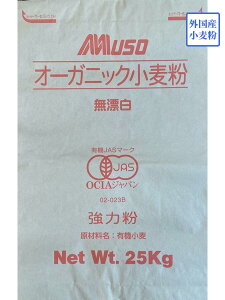 MUSO
外国産
小麦粉
オーガニック小麦粉
無漂白
有機JASマーク
JAS
OCIAジャパン
02-023B
強力粉
原材料名：有機小麦
Net Wt. 25Kg